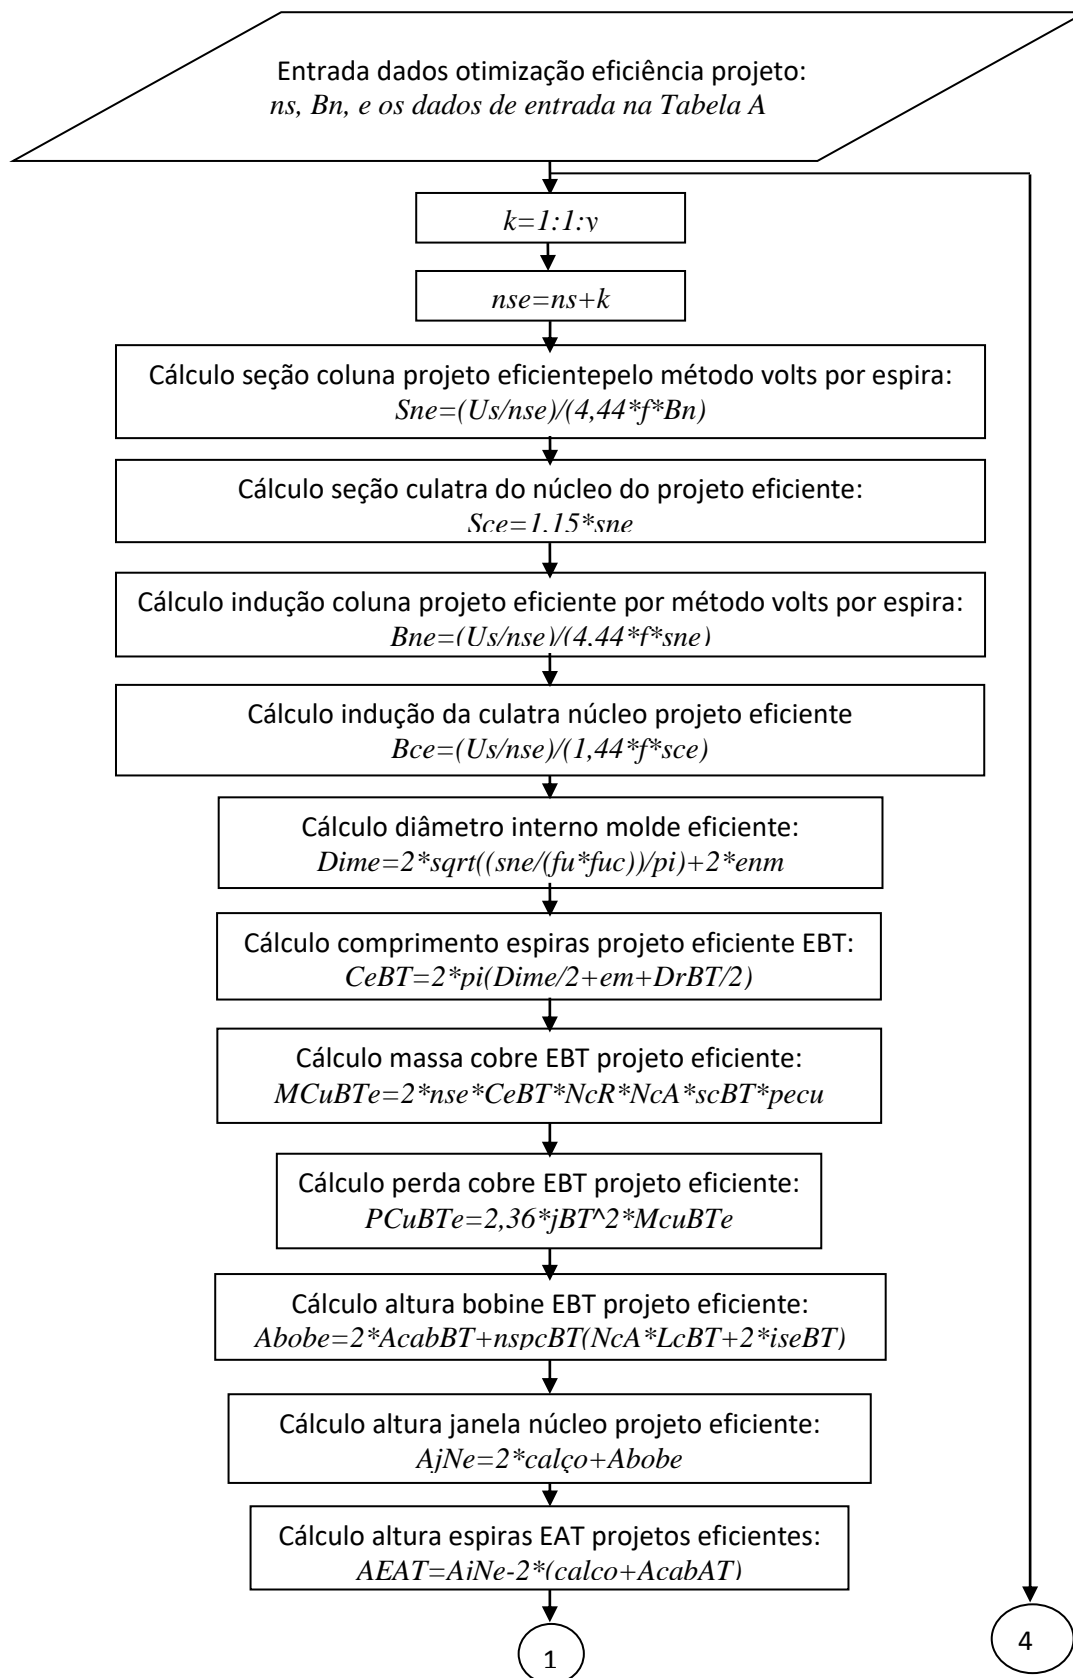 Entrada dados otimização eficiência projeto:
ns, Bn, e os dados de entrada na Tabela A
k=1:1:y
nse=ns+k
Cálculo seção coluna projeto eficientepelo método volts por espira:
Sne=(Us/nse)/(4,44*f*Bn)
Cálculo seção culatra do núcleo do projeto eficiente:
Sce=1,15*sne
Cálculo indução coluna projeto eficiente por método volts por espira:
Bne=(Us/nse)/(4,44*f*sne)
Cálculo indução da culatra núcleo projeto eficiente
Bce=(Us/nse)/(1,44*f*sce)
Cálculo diâmetro interno molde eficiente:
Dime=2*sqrt((sne/(fu*fuc))/pi)+2*enm
Cálculo comprimento espiras projeto eficiente EBT:
CeBT=2*pi(Dime/2+em+DrBT/2)
Cálculo massa cobre EBT projeto eficiente:
MCuBTe=2*nse*CeBT*NcR*NcA*scBT*pecu
Cálculo perda cobre EBT projeto eficiente:
PCuBTe=2,36*jBT^2*McuBTe
Cálculo altura bobine EBT projeto eficiente:
Abobe=2*AcabBT+nspcBT(NcA*LcBT+2*iseBT)
Cálculo altura janela núcleo projeto eficiente:
AjNe=2*calço+Abobe
Cálculo altura espiras EAT projetos eficientes:
AEAT=AjNe-2*(calço+AcabAT)
1
4